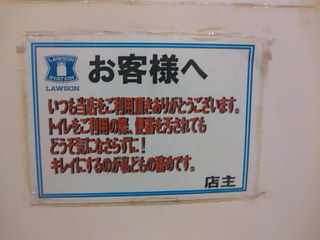 LAWSON
STATION
LAWSON
お客様へ
いつも当店をご利用頂きありがとうございます。
トイレをご利用の際、便器を汚されても
どうぞ気になさらずに！
キレイにするのが私どもの務めです。
店主